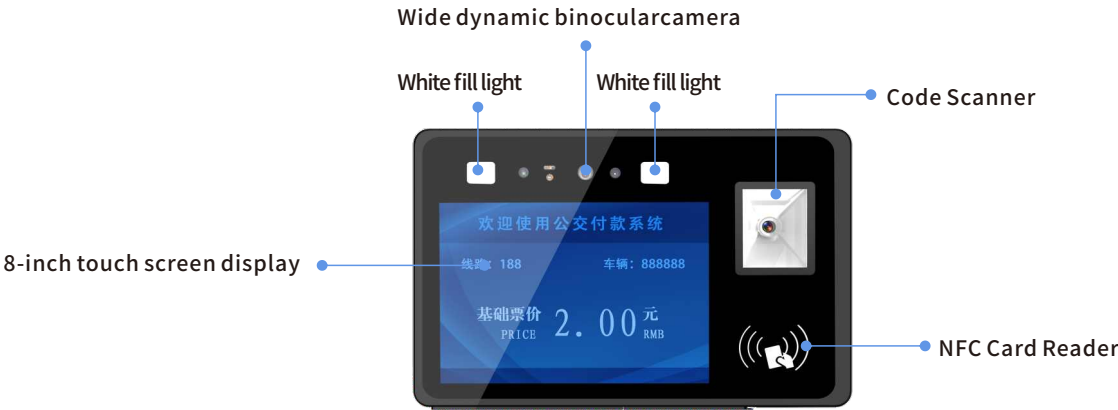 Wide dynamic binocularcamera
White fill light
White fill light
Code Scanner
欢迎使用公交付款系统
8-inch touch screen display
线路：188
车辆：888888
基础票价 2.00 元
PRICE
RMB
NFC Card Reader